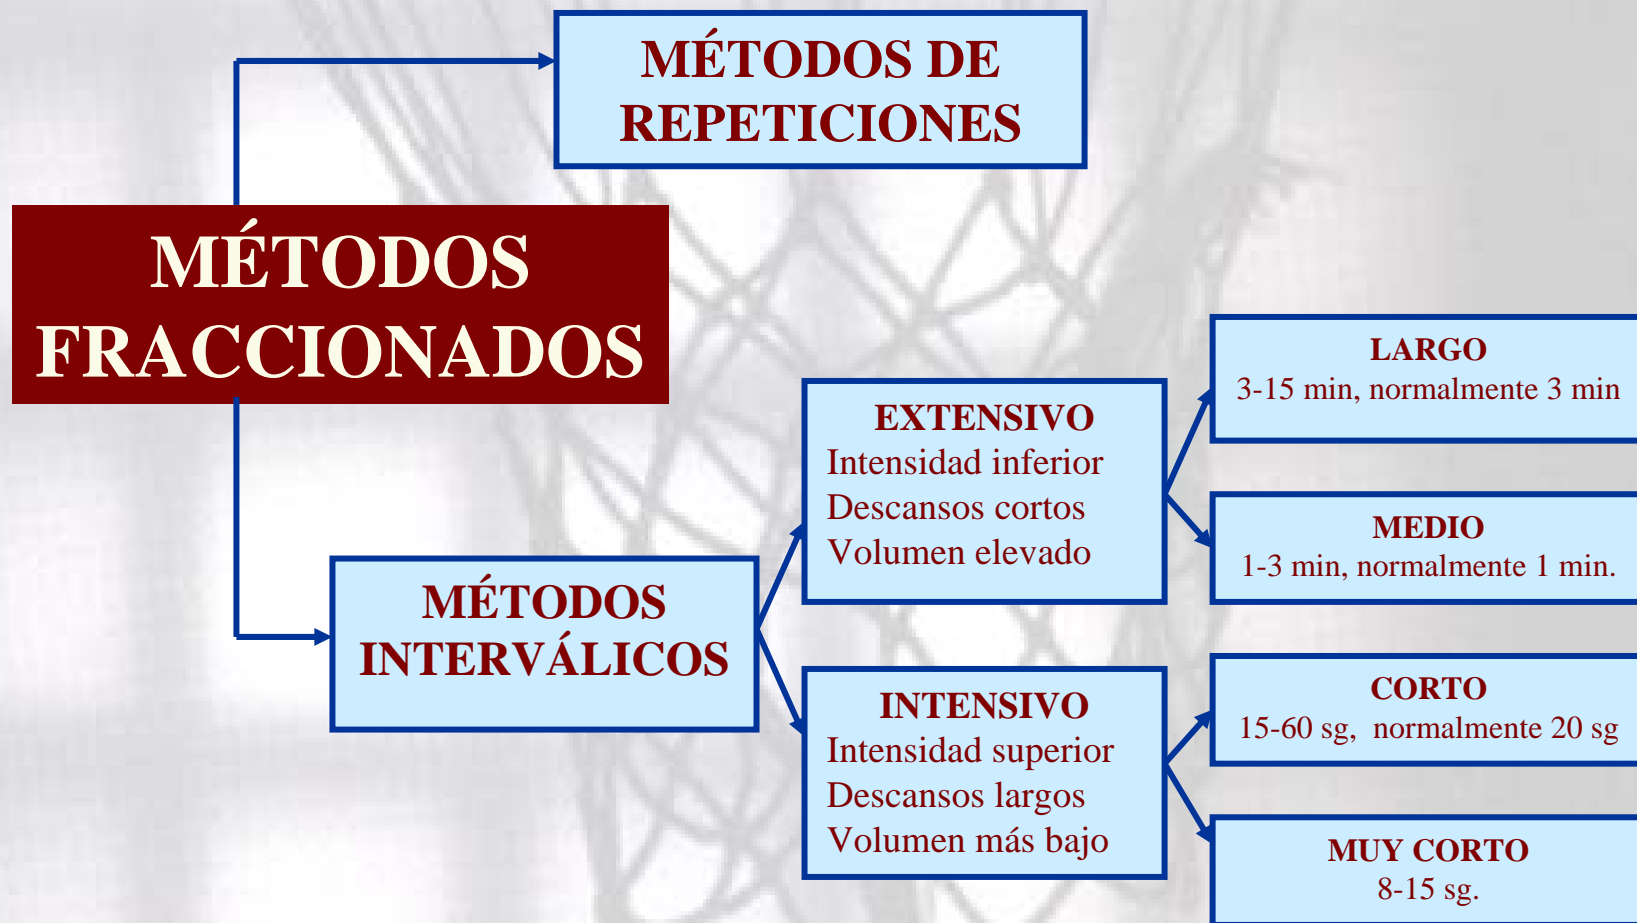 MÉTODOS DE
REPETICIONES
MÉTODOS
FRACCIONADOS
MÉTODOS
INTERVÁLICOS
EXTENSIVO
Intensidad inferior
Descansos cortos
Volumen elevado
INTENSIVO
Intensidad superior
Descansos largos
Volumen más bajo
LARGO
3-15 min, normalmente 3 min
MEDIO
1-3 min, normalmente 1 min.
CORTO
15-60 sg, normalmente 20 sg
MUY CORTO
8-15 sg.